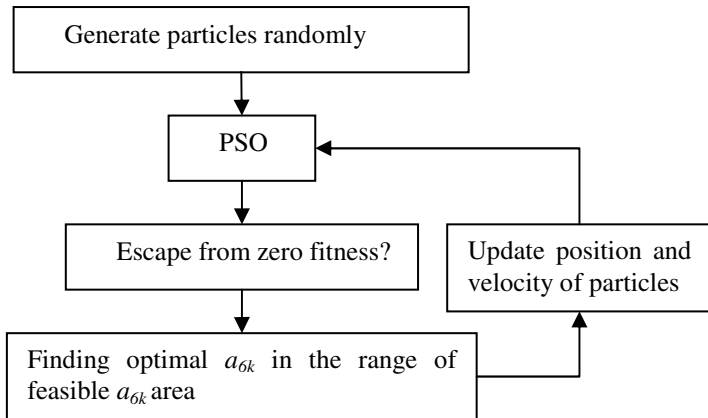 Generate particles randomly
PSO
Escape from zero fitness?
Update position and
velocity of particles
Finding optimal a6k in the range of
feasible a6k area